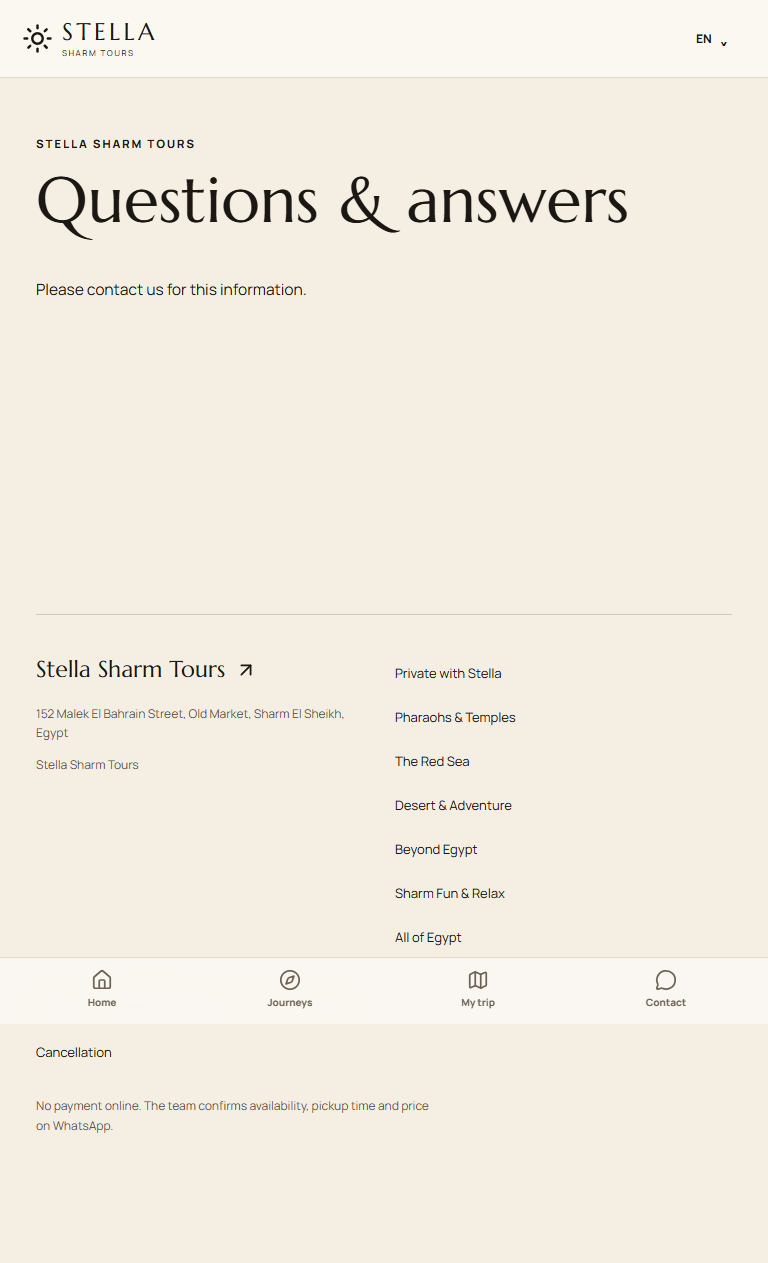 STELLA
SHARM TOURS
EN
STELLA SHARM TOURS
Questions & answers
Please contact us for this information.
Stella Sharm Tours
152 Malek El Bahrain Street, Old Market, Sharm El Sheikh,
Egypt
Stella Sharm Tours
Private with Stella
Pharaohs & Temples
The Red Sea
Desert & Adventure
Beyond Egypt
Sharm Fun & Relax
All of Egypt
Home
Journeys
My trip
Contact
Cancellation
No payment online. The team confirms availability, pickup time and price
on WhatsApp.